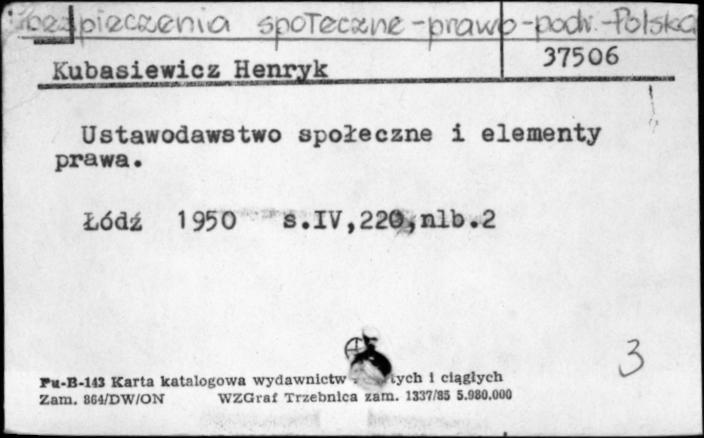 bezpieczenia społeczne - prawo - podr. - Polska
37506
Kubasiewicz Henryk
Ustawodawstwo społeczne i elementy
prawa.
Łódź 1950 s.IV,220,nlb.2
3
Pu-B-143 Karta katalogowa wydawnictw tych i ciągłych
Zam. 864/DW/ON WZGraf Trzebnica zam. 1337/85 5.980.000